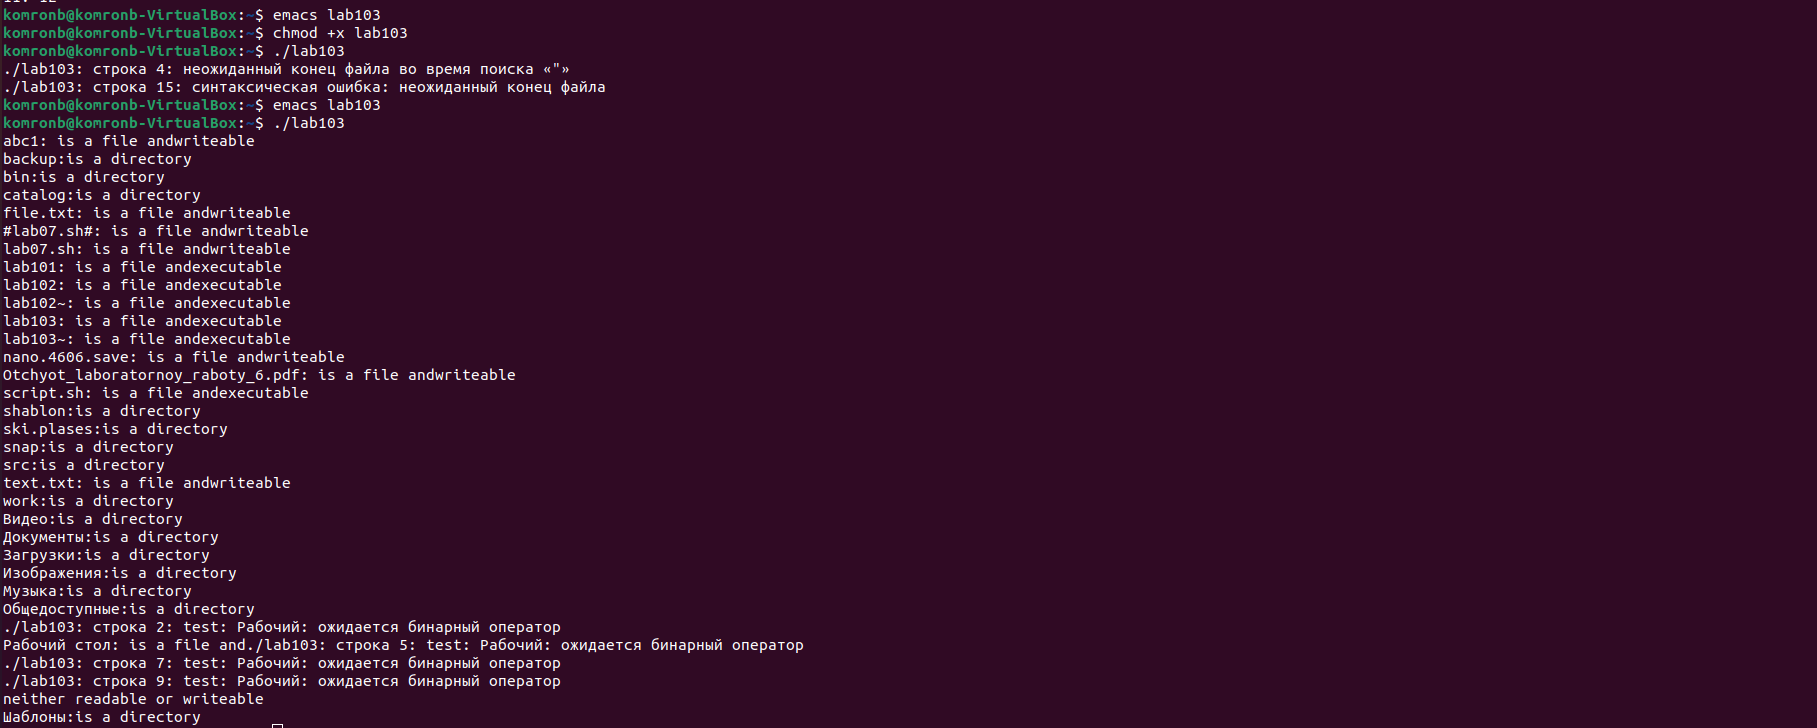 komronb@komronb-VirtualBox:~$ emacs lab103
komronb@komronb-VirtualBox:~$ chmod +x lab103
komronb@komronb-VirtualBox:~$ ./lab103
./lab103: строка 4: неожиданный конец файла во время поиска «"»
./lab103: строка 15: синтаксическая ошибка: неожиданный конец файла
komronb@komronb-VirtualBox:~$ emacs lab103
komronb@komronb-VirtualBox:~$ ./lab103
abc1: is a file andwriteable
backup:is a directory
bin:is a directory
catalog:is a directory
file.txt: is a file andwriteable
#lab07.sh#: is a file andwriteable
lab07.sh: is a file andwriteable
lab101: is a file andexecutable
lab102: is a file andexecutable
lab102~: is a file andexecutable
lab103: is a file andexecutable
lab103~: is a file andexecutable
nano.4606.save: is a file andwriteable
Otchyot_laboratornoy_raboty_6.pdf: is a file andwriteable
script.sh: is a file andexecutable
shablon:is a directory
ski.plases:is a directory
snap:is a directory
src:is a directory
text.txt: is a file andwriteable
work:is a directory
Видео:is a directory
Документы:is a directory
Загрузки:is a directory
Изображения:is a directory
Музыка:is a directory
Общедоступные:is a directory
./lab103: строка 2: test: Рабочий: ожидается бинарный оператор
Рабочий стол: is a file and./lab103: строка 5: test: Рабочий: ожидается бинарный оператор
./lab103: строка 7: test: Рабочий: ожидается бинарный оператор
./lab103: строка 9: test: Рабочий: ожидается бинарный оператор
neither readable or writeable
Шаблоны:is a directory